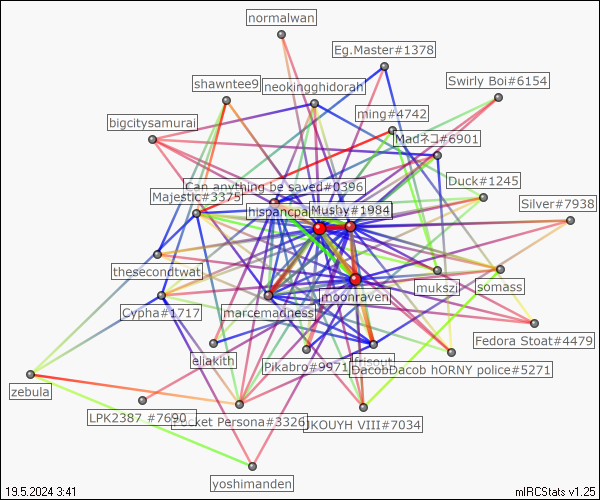 normalwan
Eg.Master#1378
shawntee9
neokingghidorah
Swirly Boi#6154
ming#4742
bigcitysamurai
Madネコ#6901
Duck#1245
Can anything be saved#0396
Majestic#3375
Silver#7938
hispancpa
Musby#1984
thesecondtwat
mukszi
somass
moonraven
Cypha#1717
marcemadness
Fedora Stoat#4479
eliakith
Pikabro#9971
frisout
DacobDacob hORNY police#5271
zebula
LPK2387 #7690
Pocket Persona#3326
JKOUYH VIII#7034
yoshimanden
19.5.2024 3:41
mIRCStats v1.25